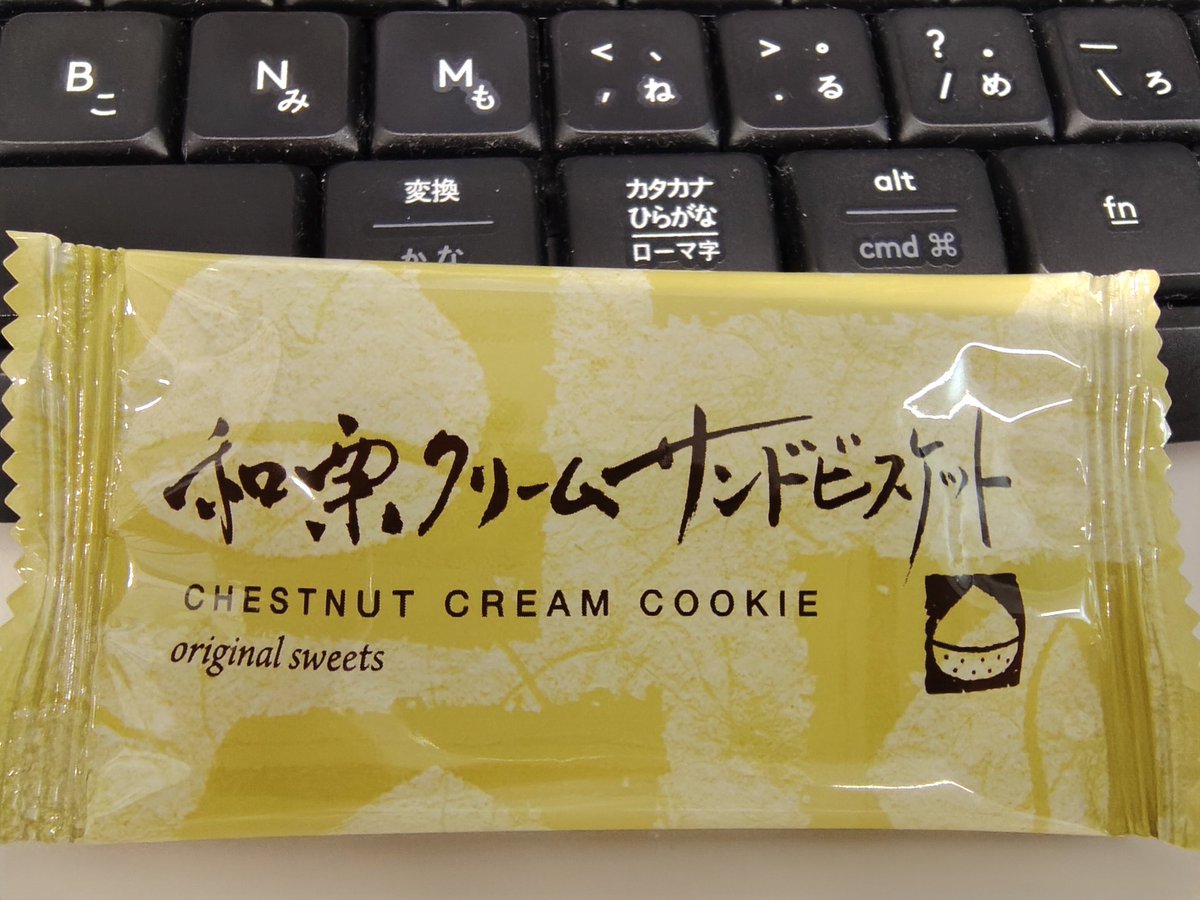 B こ N み M も < 、 , ね > 。 . る ? ・ / め _ \ ろ
変換 カタカナ alt
ひらがな fn
かな ローマ字 cmd ⌘
和栗クリームサンドビスケット
CHESTNUT CREAM COOKIE
original sweets